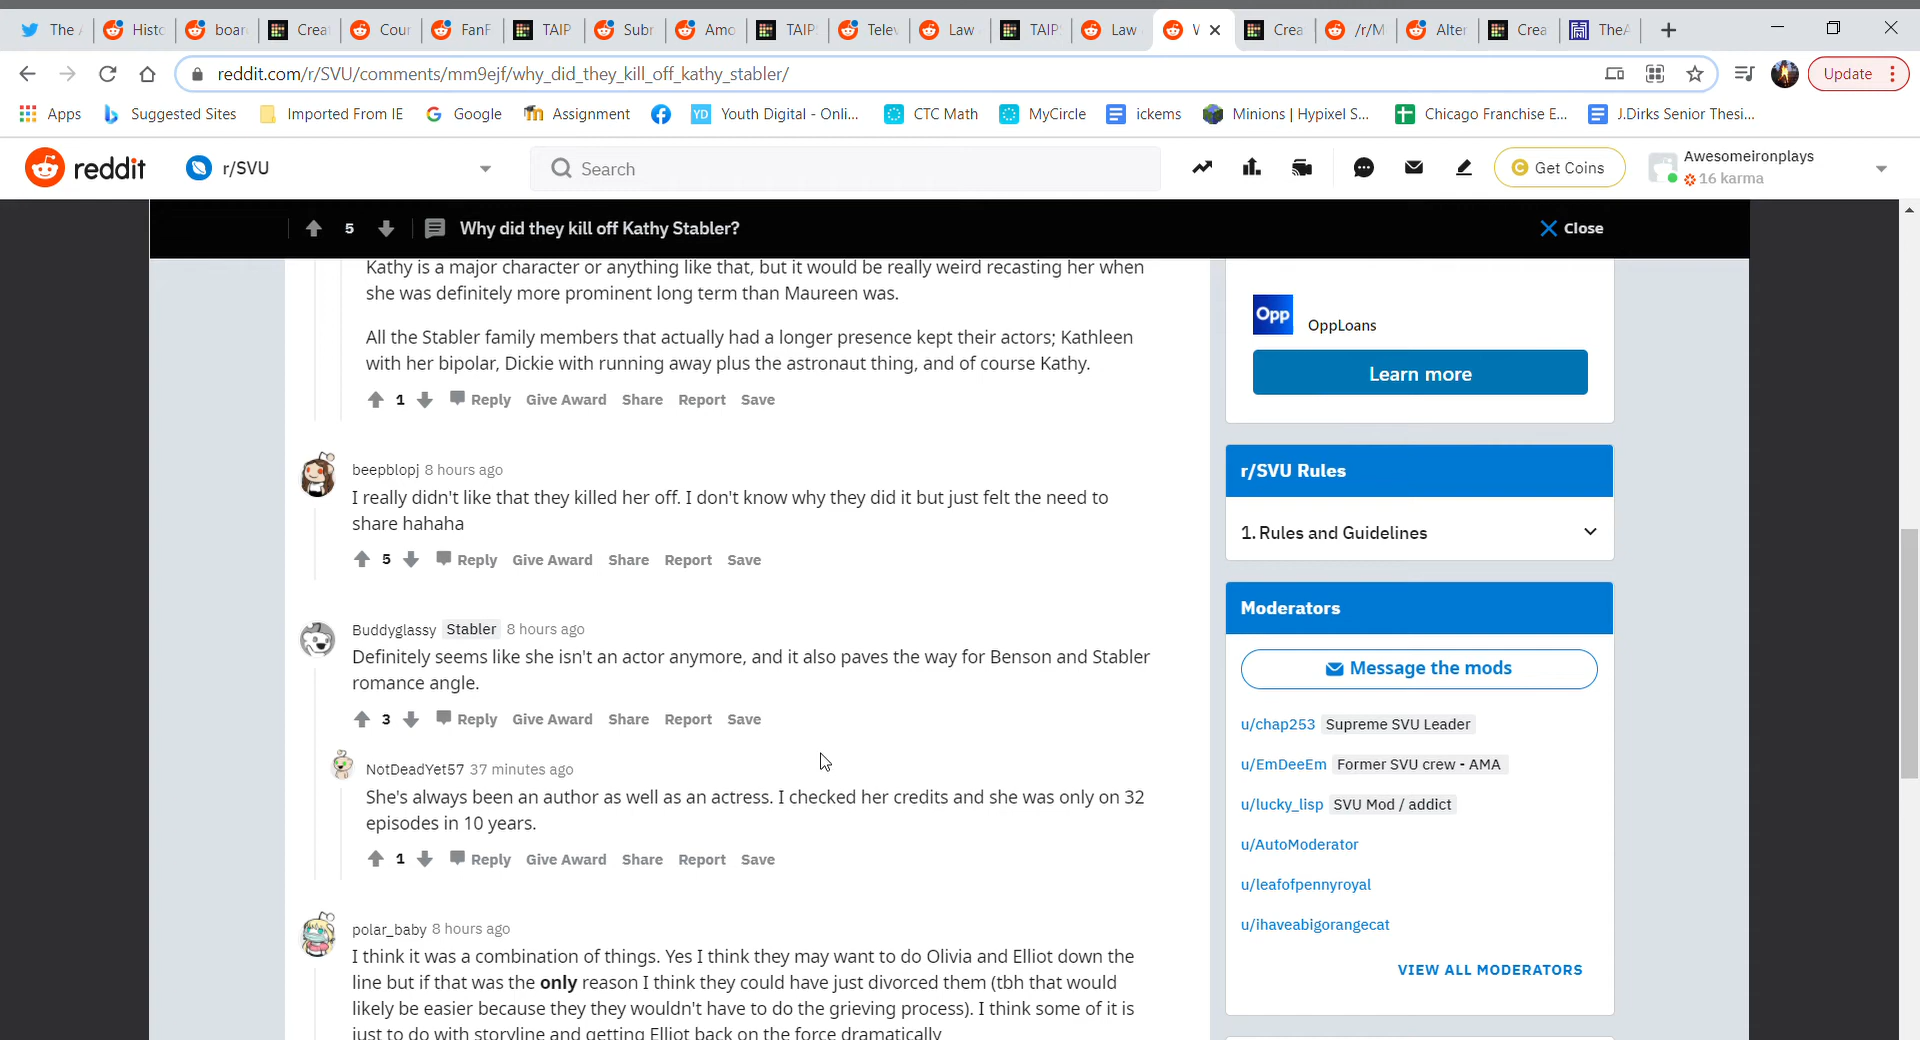 The
Histo
boar
Crea
Cour
FanF
TAIP
Subr
Amo
TAIP
Telev
Law
TAIP
Law
Crea
/r/M
Alter
Crea
TheA
reddit.com/r/SVU/comments/mm9ejf/why_did_they_kill_off_kathy_stabler/
Update
Apps
Suggested Sites
Imported From IE
Google
Assignment
YD Youth Digital - Onli...
CTC Math
MyCircle
ickems
Minions | Hypixel S...
Chicago Franchise E...
J.Dirks Senior Thesi...
reddit
r/SVU
Search
Get Coins
Awesomeironplays
16 karma
5
Why did they kill off Kathy Stabler?
Close
Kathy is a major character or anything like that, but it would be really weird recasting her when
she was definitely more prominent long term than Maureen was.
All the Stabler family members that actually had a longer presence kept their actors; Kathleen
with her bipolar, Dickie with running away plus the astronaut thing, and of course Kathy.
1 Reply Give Award Share Report Save
beepblopj 8 hours ago
I really didn't like that they killed her off. I don't know why they did it but just felt the need to
share hahaha
5 Reply Give Award Share Report Save
Buddyglassy Stabler 8 hours ago
Definitely seems like she isn't an actor anymore, and it also paves the way for Benson and Stabler
romance angle.
3 Reply Give Award Share Report Save
NotDeadYet57 37 minutes ago
She's always been an author as well as an actress. I checked her credits and she was only on 32
episodes in 10 years.
1 Reply Give Award Share Report Save
polar_baby 8 hours ago
I think it was a combination of things. Yes I think they may want to do Olivia and Elliot down the
line but if that was the only reason I think they could have just divorced them (tbh that would
likely be easier because they they wouldn't have to do the grieving process). I think some of it is
just to do with storyline and getting Elliot back on the force dramatically
Opp
OppLoans
Learn more
r/SVU Rules
1. Rules and Guidelines
Moderators
Message the mods
u/chap253 Supreme SVU Leader
u/EmDeeEm Former SVU crew - AMA
u/lucky_lisp SVU Mod / addict
u/AutoModerator
u/leafofpennyroyal
u/ihaveabigorangecat
VIEW ALL MODERATORS